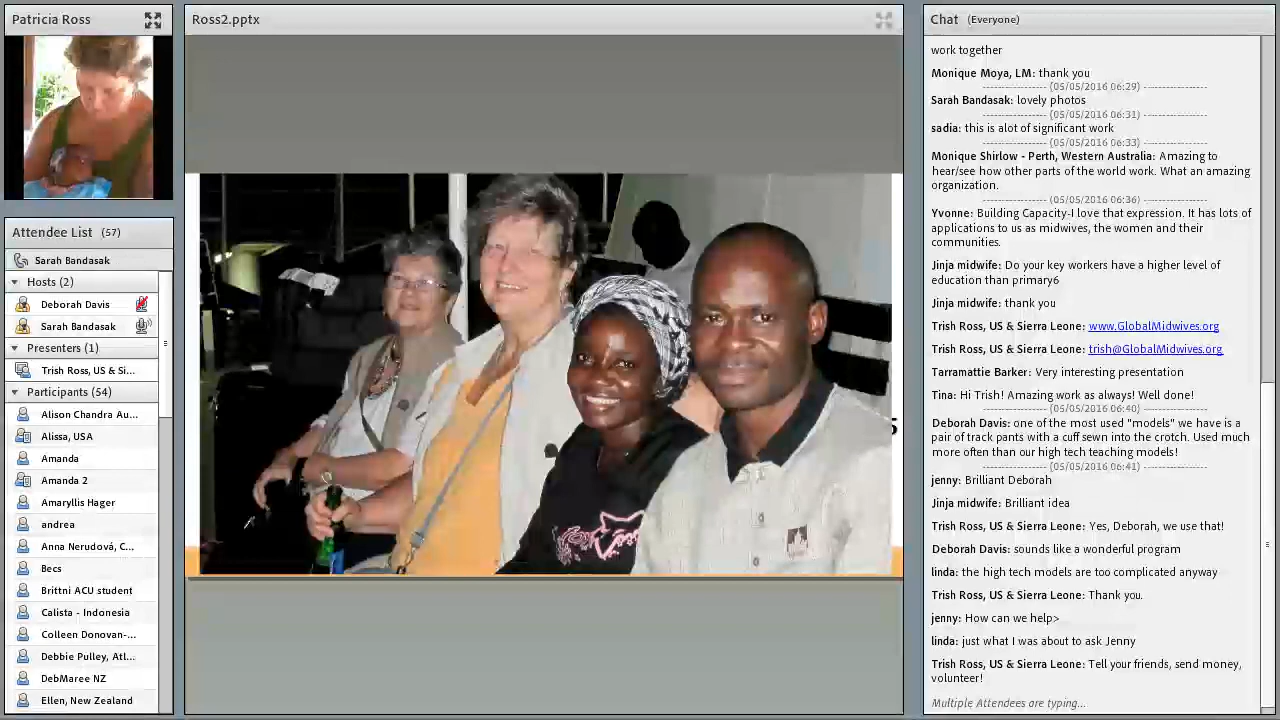 Patricia Ross
Attendee List (57)
Sarah Bandasak
Hosts (2)
Deborah Davis
Sarah Bandasak
Presenters (1)
Trish Ross, US & Si...
Participants (54)
Alison Chandra Au...
Alissa, USA
Amanda
Amanda 2
Amaryllis Hager
andrea
Anna Nerudová, C...
Becs
Brittni ACU student
Calista - Indonesia
Colleen Donovan-...
Debbie Pulley, Atl...
DebMaree NZ
Ellen, New Zealand
Ross2.pptx
Chat (Everyone)
work together
Monique Moya, LM: thank you
------------------ (05/05/2016 06:29) ------------------
Sarah Bandasak: lovely photos
------------------ (05/05/2016 06:31) ------------------
sadia: this is alot of significant work
------------------ (05/05/2016 06:33) ------------------
Monique Shirlow - Perth, Western Australia: Amazing to
hear/see how other parts of the world work. What an amazing
organization.
------------------ (05/05/2016 06:36) ------------------
Yvonne: Building Capacity-I love that expression. It has lots of
applications to us as midwives, the women and their
communities.
Jinja midwife: Do your key workers have a higher level of
education than primary6
Jinja midwife: thank you
Trish Ross, US & Sierra Leone: www.GlobalMidwives.org
Trish Ross, US & Sierra Leone: trish@GlobalMidwives.org
Tarramattie Barker: Very interesting presentation
Tina: Hi Trish! Amazing work as always! Well done!
------------------ (05/05/2016 06:40) ------------------
Deborah Davis: one of the most used "models" we have is a
pair of track pants with a cuff sewn into the crotch. Used much
more often than our high tech teaching models!
------------------ (05/05/2016 06:41) ------------------
jenny: Brilliant Deborah
Jinja midwife: Brilliant idea
Trish Ross, US & Sierra Leone: Yes, Deborah, we use that!
Deborah Davis: sounds like a wonderful program
linda: the high tech models are too complicated anyway
Trish Ross, US & Sierra Leone: Thank you.
jenny: How can we help>
linda: just what I was about to ask Jenny
Trish Ross, US & Sierra Leone: Tell your friends, send money,
volunteer!
Multiple Attendees are typing...